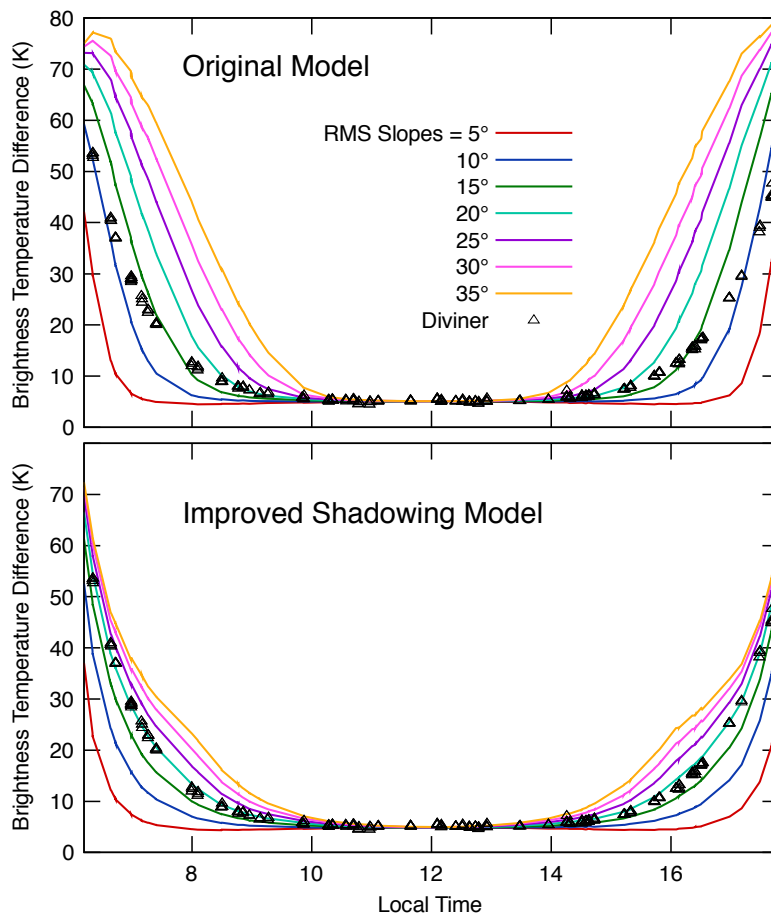 80
70
60
50
40
30
20
10
0
Brightness Temperature Difference (K)
Original Model
RMS Slopes = 5°
10°
15°
20°
25°
30°
35°
Diviner
70
60
50
40
30
20
10
0
Brightness Temperature Difference (K)
Improved Shadowing Model
8 10 12 14 16
Local Time